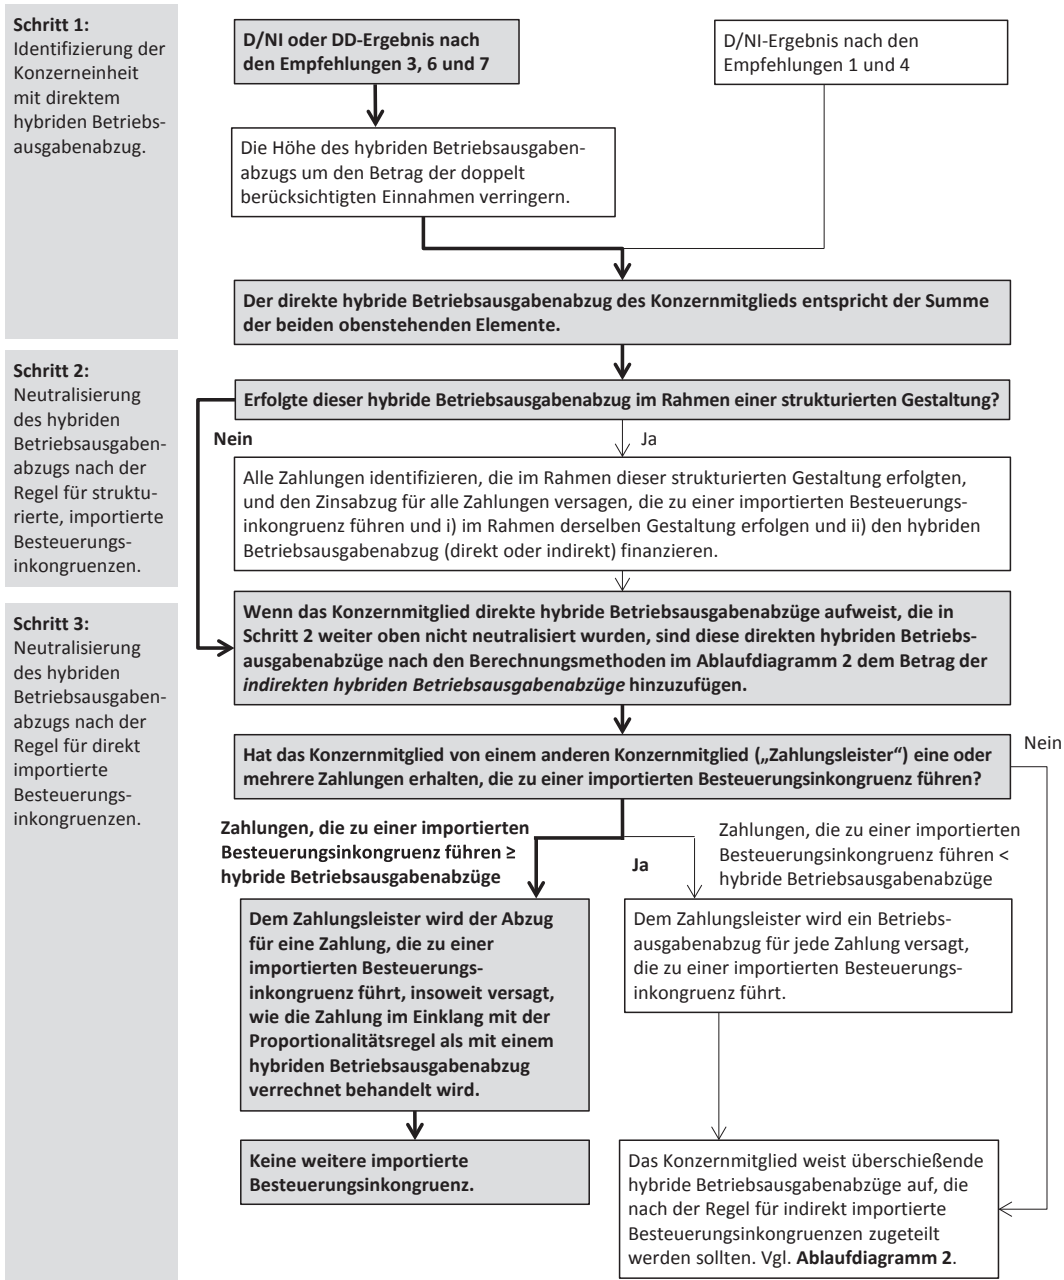 Schritt 1:
Identifizierung der
Konzerneinheit
mit direktem
hybriden Betriebs-
ausgabenabzug.
D/NI oder DD-Ergebnis nach
den Empfehlungen 3, 6 und 7
D/NI-Ergebnis nach den
Empfehlungen 1 und 4
Die Höhe des hybriden Betriebsausgaben-
abzugs um den Betrag der doppelt
berücksichtigten Einnahmen verringern.
Der direkte hybride Betriebsausgabenabzug des Konzernmitglieds entspricht der Summe
der beiden obenstehenden Elemente.
Schritt 2:
Neutralisierung
des hybriden
Betriebsausgaben-
abzugs nach der
Regel für struktu-
rierte, importierte
Besteuerungs-
inkongruenzen.
Erfolgte dieser hybride Betriebsausgabenabzug im Rahmen einer strukturierten Gestaltung?
Nein
Ja
Alle Zahlungen identifizieren, die im Rahmen dieser strukturierten Gestaltung erfolgten,
und den Zinsabzug für alle Zahlungen versagen, die zu einer importierten Besteuerungs-
inkongruenz führen und i) im Rahmen derselben Gestaltung erfolgen und ii) den hybriden
Betriebsausgabenabzug (direkt oder indirekt) finanzieren.
Schritt 3:
Neutralisierung
des hybriden
Betriebsausgaben-
abzugs nach der
Regel für direkt
importierte
Besteuerungs-
inkongruenzen.
Wenn das Konzernmitglied direkte hybride Betriebsausgabenabzüge aufweist, die in
Schritt 2 weiter oben nicht neutralisiert wurden, sind diese direkten hybriden Betriebs-
ausgabenabzüge nach den Berechnungsmethoden im Ablaufdiagramm 2 dem Betrag der
indirekten hybriden Betriebsausgabenabzüge hinzuzufügen.
Hat das Konzernmitglied von einem anderen Konzernmitglied („Zahlungsleister“) eine oder
mehrere Zahlungen erhalten, die zu einer importierten Besteuerungsinkongruenz führen?
Nein
Zahlungen, die zu einer importierten
Besteuerungsinkongruenz führen ≥
hybride Betriebsausgabenabzüge
Ja
Zahlungen, die zu einer importierten
Besteuerungsinkongruenz führen <
hybride Betriebsausgabenabzüge
Dem Zahlungsleister wird der Abzug
für eine Zahlung, die zu einer
importierten Besteuerungs-
inkongruenz führt, insoweit versagt,
wie die Zahlung im Einklang mit der
Proportionalitätsregel als mit einem
hybriden Betriebsausgabenabzug
verrechnet behandelt wird.
Dem Zahlungsleister wird ein Betriebs-
ausgabenabzug für jede Zahlung versagt,
die zu einer importierten Besteuerungs-
inkongruenz führt.
Keine weitere importierte
Besteuerungsinkongruenz.
Das Konzernmitglied weist überschießende
hybride Betriebsausgabenabzüge auf, die
nach der Regel für indirekt importierte
Besteuerungsinkongruenzen zugeteilt
werden sollten. Vgl. Ablaufdiagramm 2.